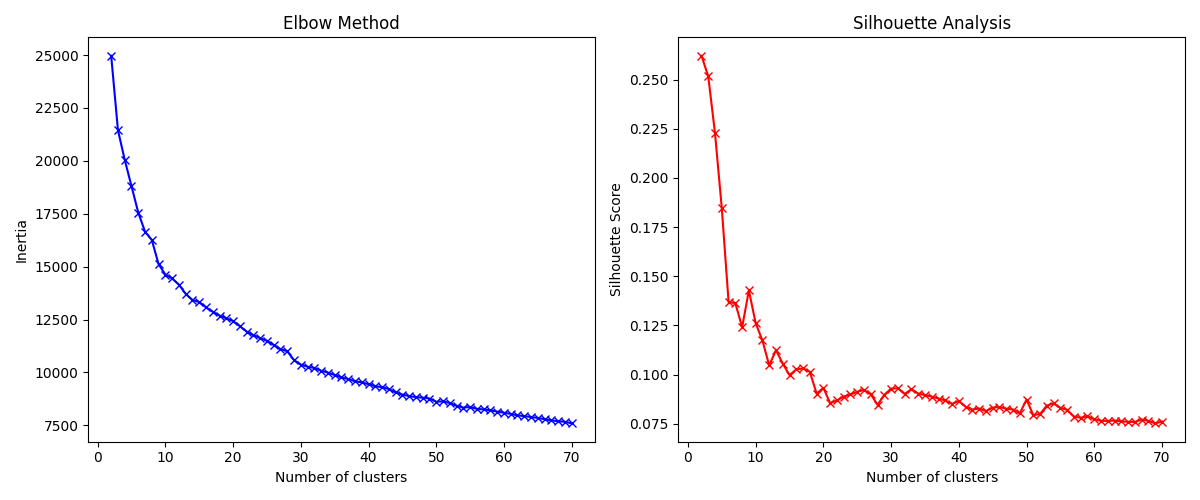 Elbow Method
Inertia
25000
22500
20000
17500
15000
12500
10000
7500
0 10 20 30 40 50 60 70
Number of clusters
Silhouette Analysis
Silhouette Score
0.250
0.225
0.200
0.175
0.150
0.125
0.100
0.075
0 10 20 30 40 50 60 70
Number of clusters